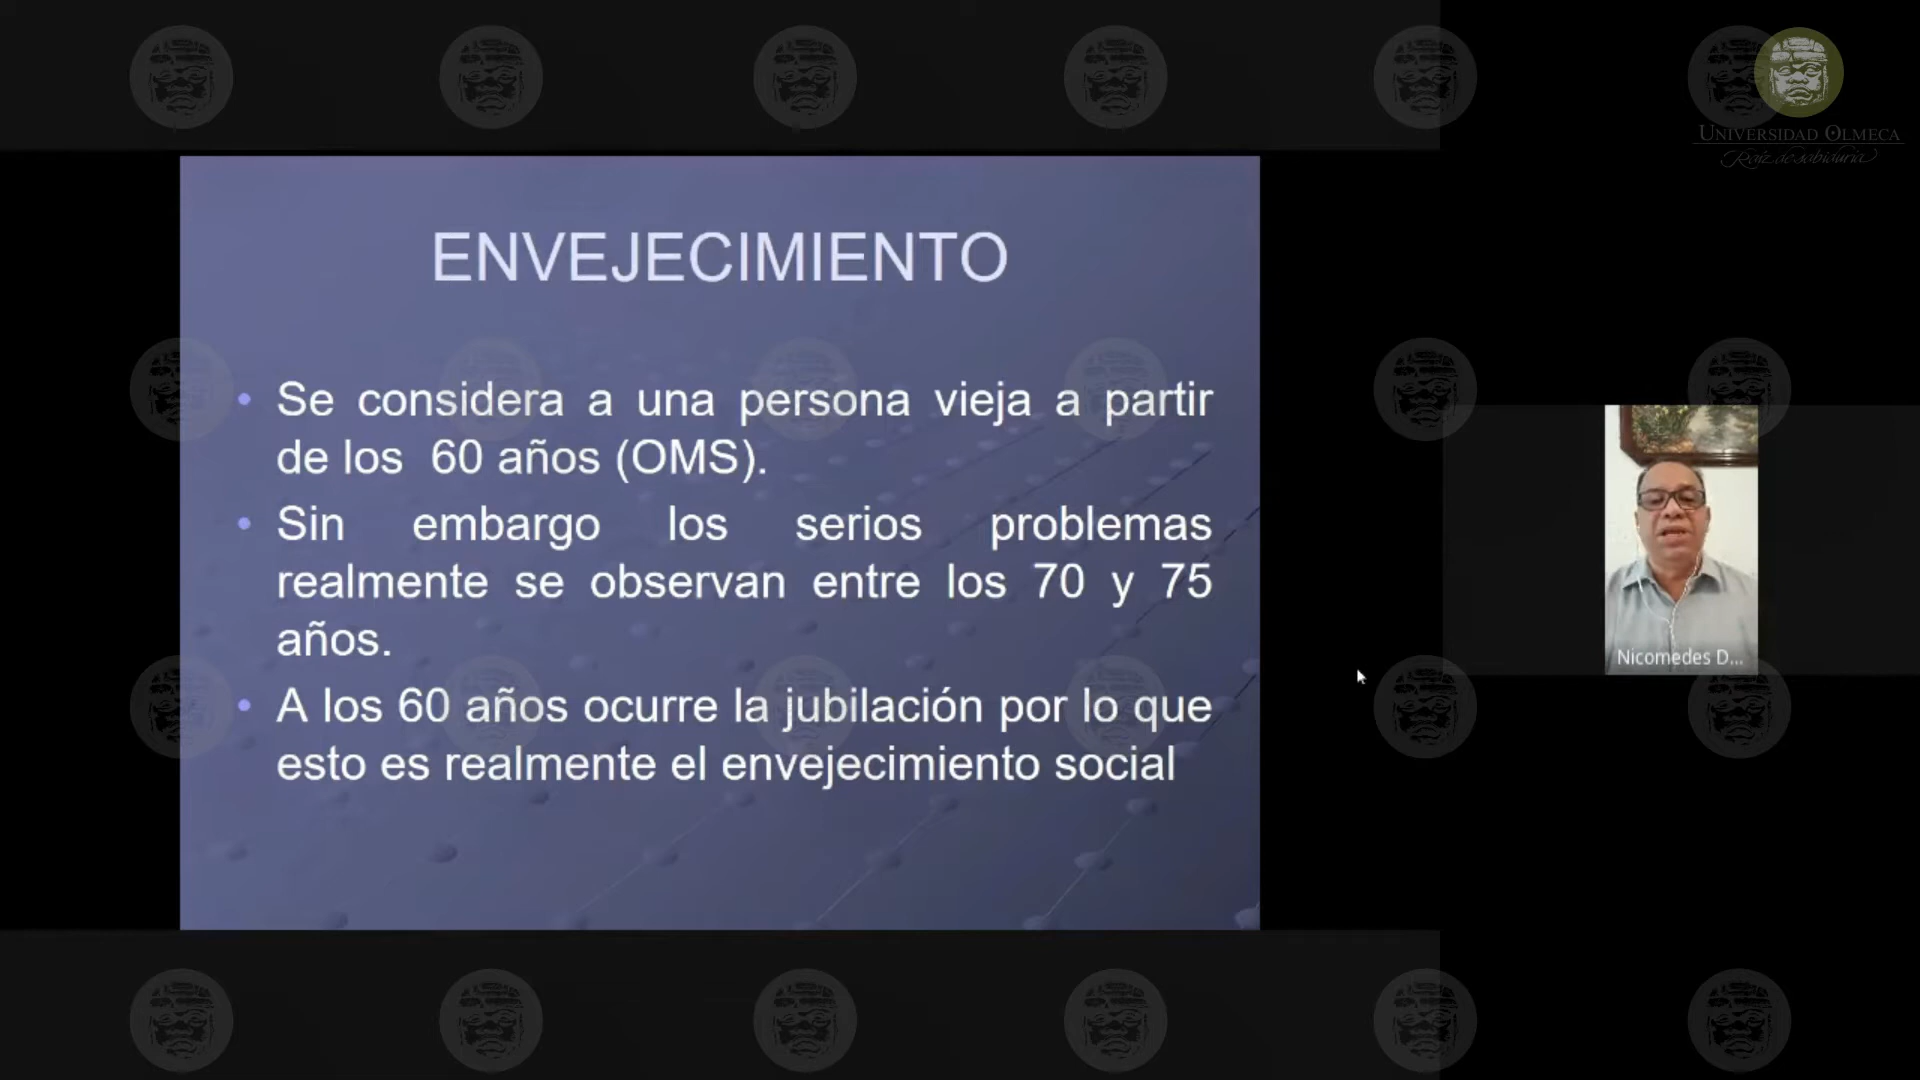 UNIVERSIDAD OLMECA
Raíz de sabiduría
ENVEJECIMIENTO
• Se considera a una persona vieja a partir
de los 60 años (OMS).
• Sin embargo los serios problemas
realmente se observan entre los 70 y 75
años.
• A los 60 años ocurre la jubilación por lo que
esto es realmente el envejecimiento social
Nicomedes D...